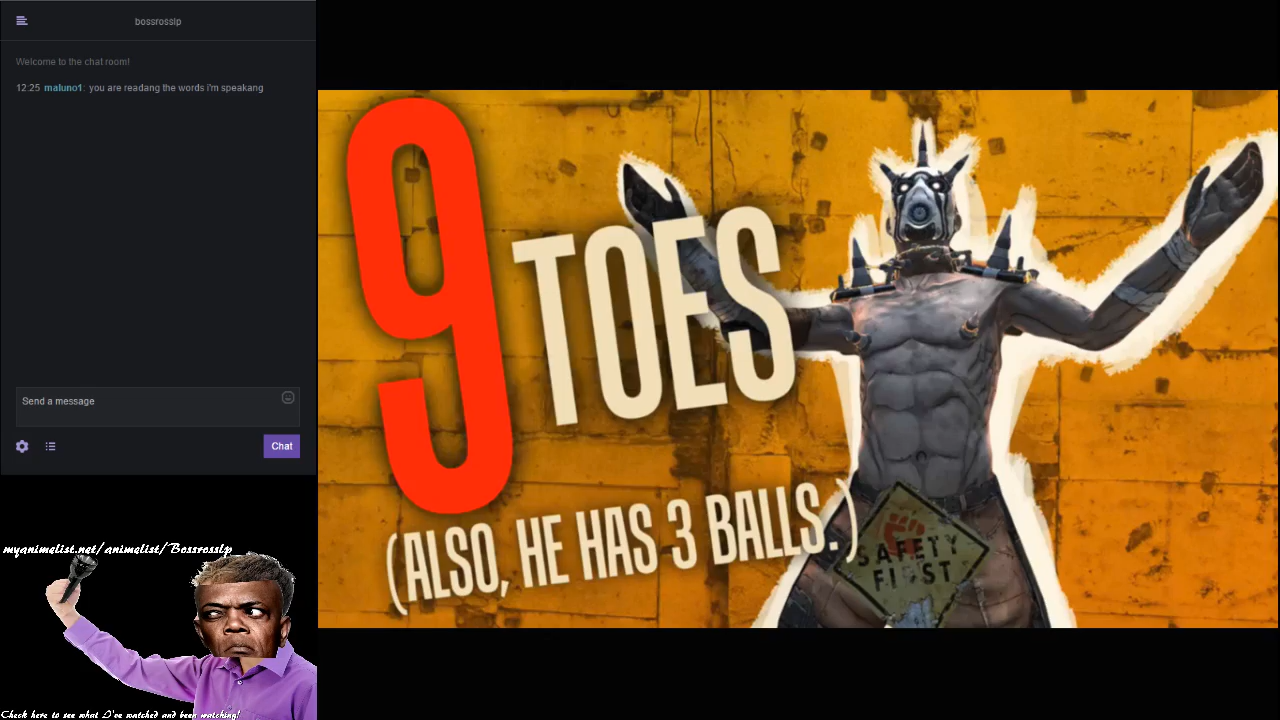 bossrosslp
Welcome to the chat room!
12:25 maluno1: you are readang the words i'm speakang
Send a message
Chat
myanimelist.net/animelist/Bossrosslp
Check here to see what I've watched and been watching!
9 TOES
(ALSO, HE HAS 3 BALLS.)
SAFETY
FIRST